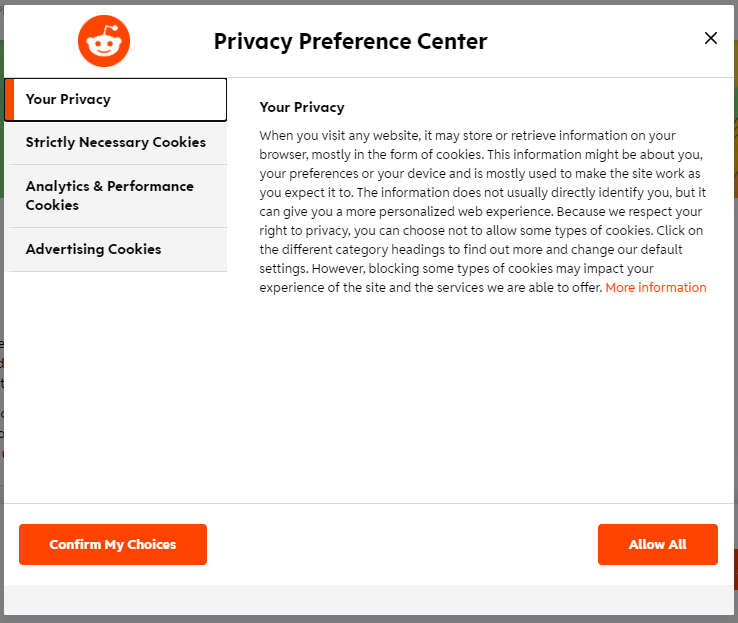 Privacy Preference Center
Your Privacy
Strictly Necessary Cookies
Analytics & Performance
Cookies
Advertising Cookies
Your Privacy
When you visit any website, it may store or retrieve information on your
browser, mostly in the form of cookies. This information might be about you,
your preferences or your device and is mostly used to make the site work as
you expect it to. The information does not usually directly identify you, but it
can give you a more personalized web experience. Because we respect your
right to privacy, you can choose not to allow some types of cookies. Click on
the different category headings to find out more and change our default
settings. However, blocking some types of cookies may impact your
experience of the site and the services we are able to offer. More information
Confirm My Choices
Allow All